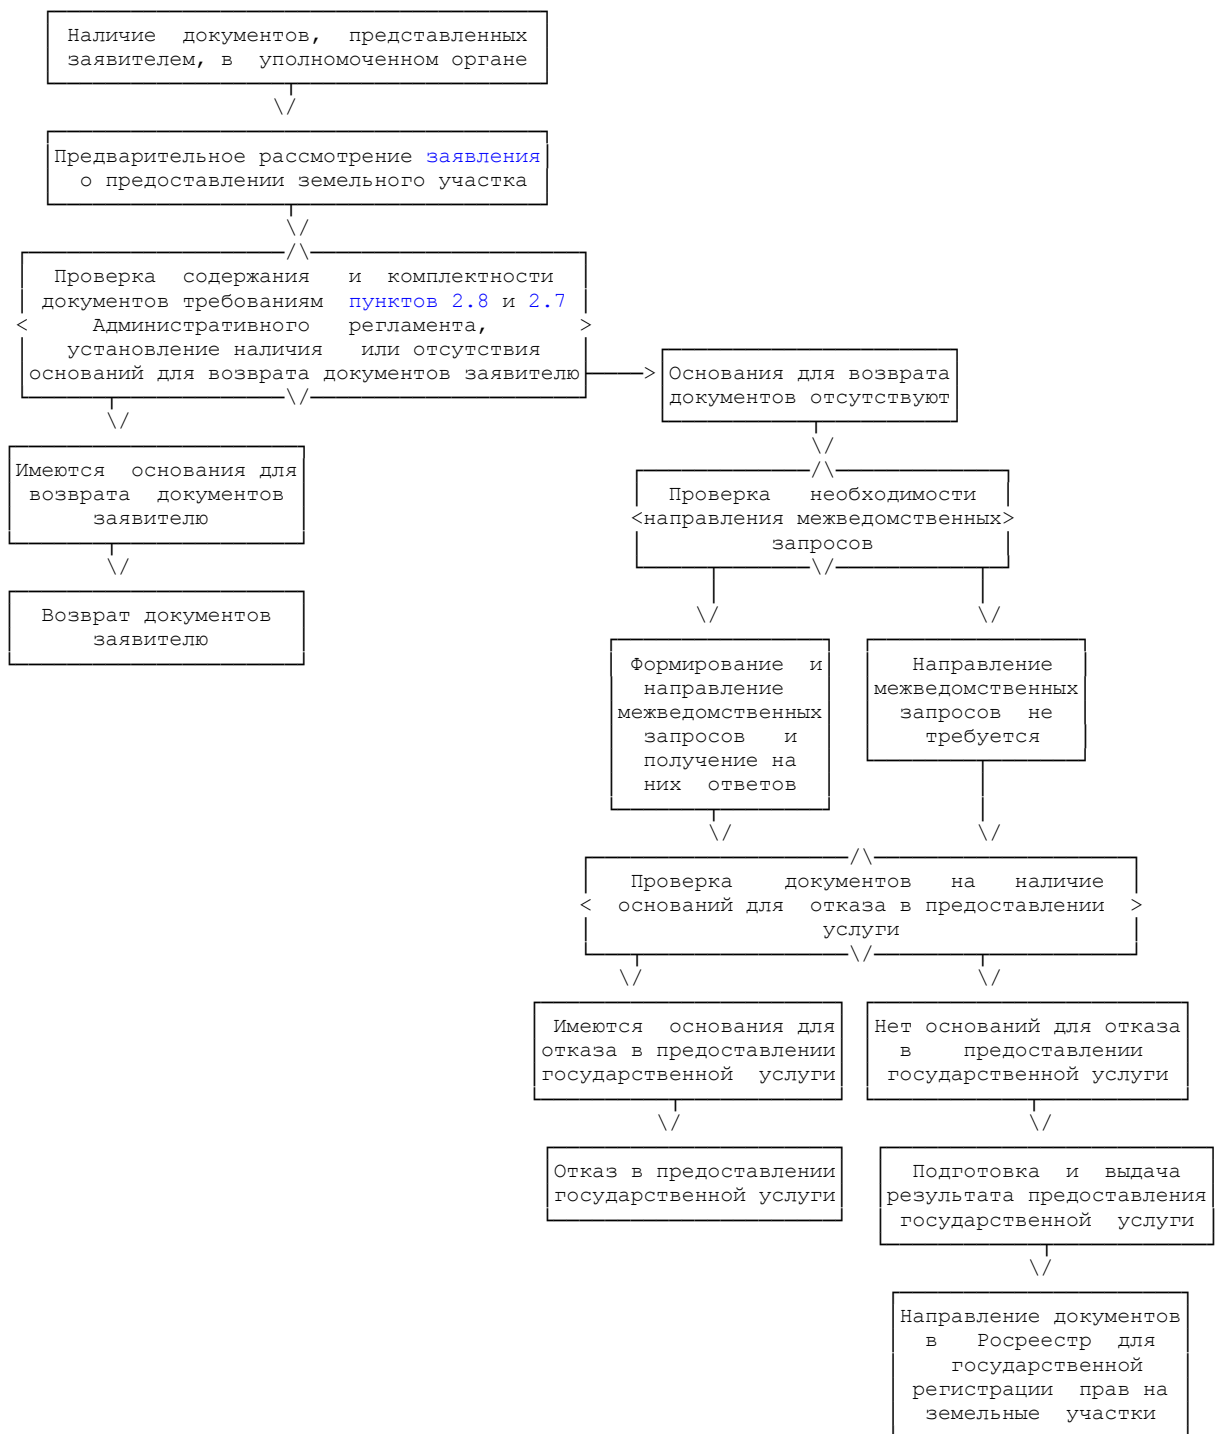 Наличие документов, представленных
заявителем, в уполномоченном органе
Предварительное рассмотрение заявления
о предоставлении земельного участка
Проверка содержания и комплектности
документов требованиям пунктов 2.8 и 2.7
Административного регламента,
установление наличия или отсутствия
оснований для возврата документов заявителю
Основания для возврата
документов отсутствуют
Имеются основания для
возврата документов
заявителю
Возврат документов
заявителю
Проверка необходимости
направления межведомственных
запросов
Формирование и
направление
межведомственных
запросов и
получение на
них ответов
Направление
межведомственных
запросов не
требуется
Проверка документов на наличие
оснований для отказа в предоставлении
услуги
Имеются основания для
отказа в предоставлении
государственной услуги
Нет оснований для отказа
в предоставлении
государственной услуги
Отказ в предоставлении
государственной услуги
Подготовка и выдача
результата предоставления
государственной услуги
Направление документов
в Росреестр для
государственной
регистрации прав на
земельные участки